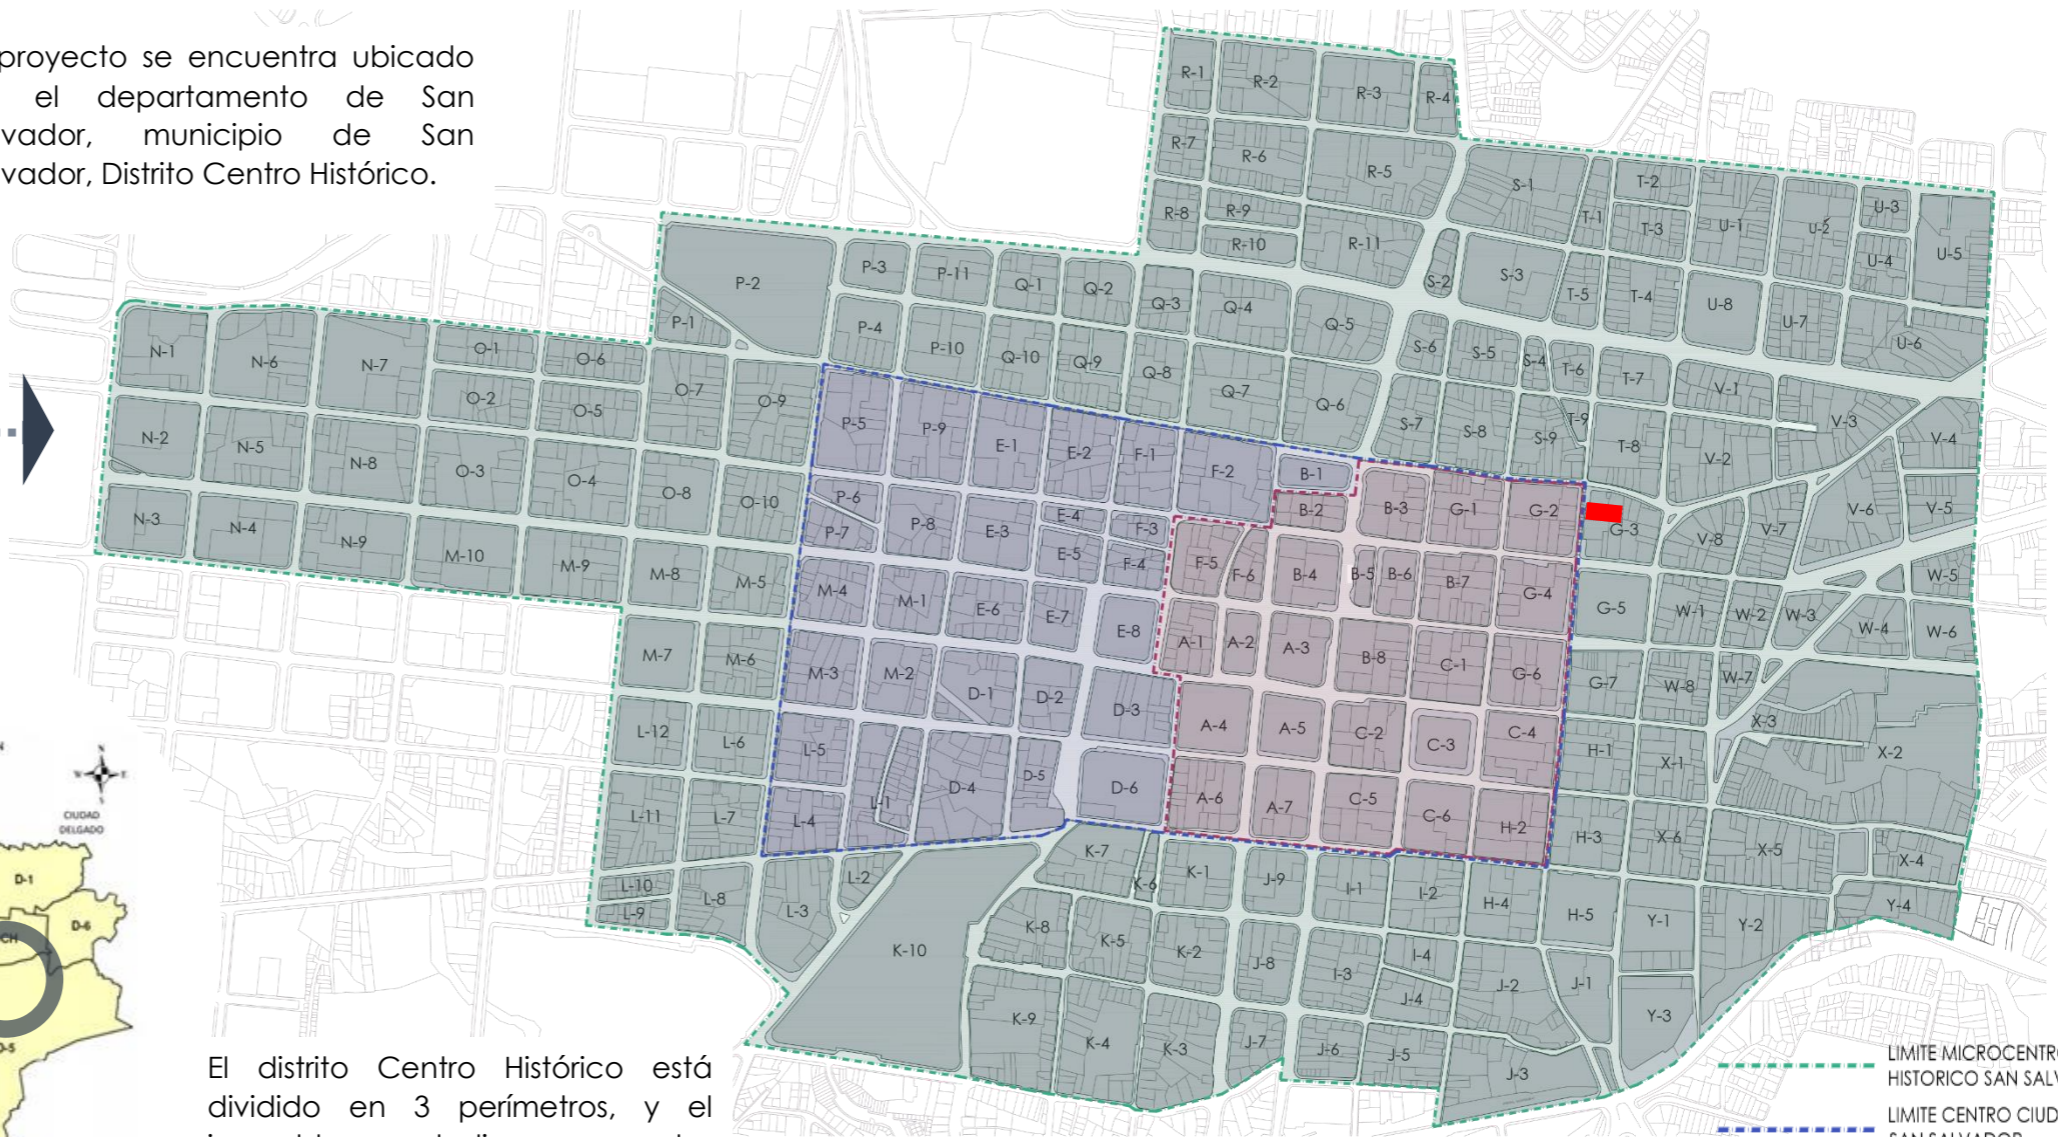 proyecto se encuentra ubicado
el departamento de San
vador, municipio de San
vador, Distrito Centro Histórico.
R-1 R-2 R-3 R-4
R-7 R-6 R-5
R-8 R-9 R-10 R-11
S-1 T-1 T-2 T-3 U-1 U-2 U-3 U-4 U-5
S-2 S-3 T-5 T-4 U-8 U-7 U-6
P-2 P-3 P-11 Q-1 Q-2 Q-3 Q-4 Q-5
P-1 P-4 P-10 Q-10 Q-9 Q-8 Q-7 Q-6
S-6 S-5 S-4 T-6 T-7 V-1 V-3 V-4
S-7 S-8 S-9 T-9 T-8 V-2
N-1 N-6 N-7 O-1 O-6 O-2 O-5 O-7 O-9
N-2 N-5 N-8 O-3 O-4 O-8 O-10
N-3 N-4 N-9 M-10 M-9 M-8 M-5
P-5 P-9 E-1 E-2 F-1 F-2 B-1
P-6 P-7 P-8 E-3 E-4 E-5 F-3 F-4
B-2 B-3 G-1 G-2 G-3 V-8 V-7 V-6 V-5
F-5 F-6 B-4 B-5 B-6 B-7 G-4 G-5 W-1 W-2 W-3 W-4 W-5 W-6
M-4 M-1 E-6 E-7 E-8 A-1 A-2 A-3 B-8 C-1 G-6 G-7 W-8 W-7
M-7 M-6 M-3 M-2 D-1 D-2 D-3 A-4 A-5 C-2 C-3 C-4 H-1 X-1 X-3 X-2
L-12 L-6 L-5 L-1 D-4 D-5 D-6 A-6 A-7 C-5 C-6 H-2 H-3 X-6 X-5 X-4
L-11 L-7 L-4
L-10 L-9 L-8 L-3 L-2 K-7 K-6 K-1 J-9 I-1 I-2 H-4 H-5 Y-1 Y-2 Y-4
K-10 K-8 K-5 K-2 J-8 I-3 I-4 J-4 J-2 J-1 Y-3
K-9 K-4 K-3 J-7 J-6 J-5 J-3
CIUDAD
DELGADO
D-1
D-6
CH
El distrito Centro Histórico está
dividido en 3 perímetros, y el
LIMITE MICROCENTRO
HISTORICO SAN SALV
LIMITE CENTRO CIUD